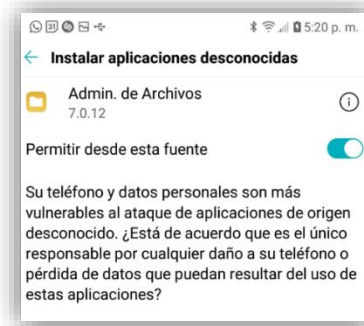 31 5:20 p. m.
Instalar aplicaciones desconocidas
Admin. de Archivos
7.0.12
Permitir desde esta fuente
Su teléfono y datos personales son más
vulnerables al ataque de aplicaciones de origen
desconocido. ¿Está de acuerdo que es el único
responsable por cualquier daño a su teléfono o
pérdida de datos que puedan resultar del uso de
estas aplicaciones?